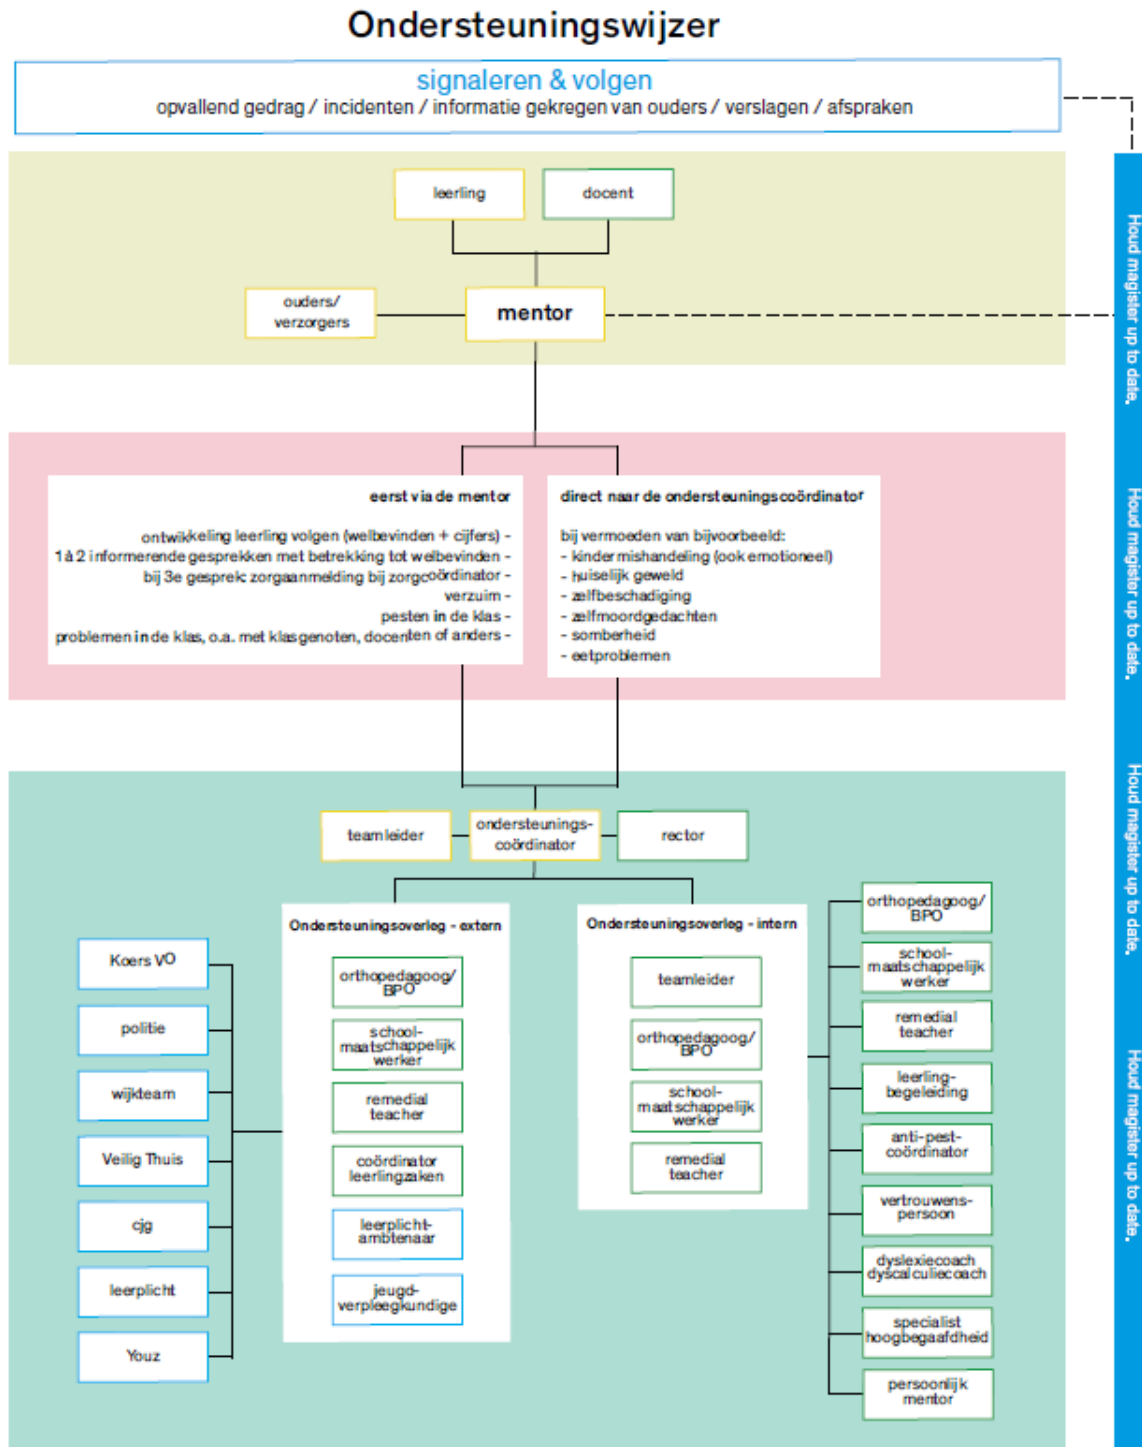 Ondersteuningswijzer
signaleren & volgen
opvallend gedrag / incidenten / informatie gekregen van ouders / verslagen / afspraken
leerling
docent
ouders/
verzorgers
mentor
eerst via de mentor
ontwikkeling leerling volgen (welbevinden + cijfers) -
1 à 2 informerende gesprekken met betrekking tot welbevinden -
bij 3e gesprek: zorgaanmelding bij zorgcoördinator -
verzuim -
pesten in de klas -
problemen in de klas, o.a. met klasgenoten, docenten of anders -
direct naar de ondersteuningscoördinator
bij vermoeden van bijvoorbeeld:
- kindermishandeling (ook emotioneel)
- huiselijk geweld
- zelfbeschadiging
- zelfmoordgedachten
- somberheid
- eetproblemen
teamleider
ondersteunings-
coördinator
rector
Koers VO
politie
wijkteam
Veilig Thuis
cjg
leerplicht
Youz
Ondersteuningsoverleg - extern
orthopedagoog/
BPO
school-
maatschappelijk
werker
remedial
teacher
coördinator
leerlingzaken
leerplicht-
ambtenaar
jeugd-
verpleegkundige
Ondersteuningsoverleg - intern
teamleider
orthopedagoog/
BPO
school-
maatschappelijk
werker
remedial
teacher
orthopedagoog/
BPO
school-
maatschappelijk
werker
remedial
teacher
leerling-
begeleiding
anti-pest-
coördinator
vertrouwens-
persoon
dyslexiecoach
dyscalculiecoach
specialist
hoogbegaafdheid
persoonlijk
mentor
Houd magister up to date.
Houd magister up to date.
Houd magister up to date.
Houd magister up to date.